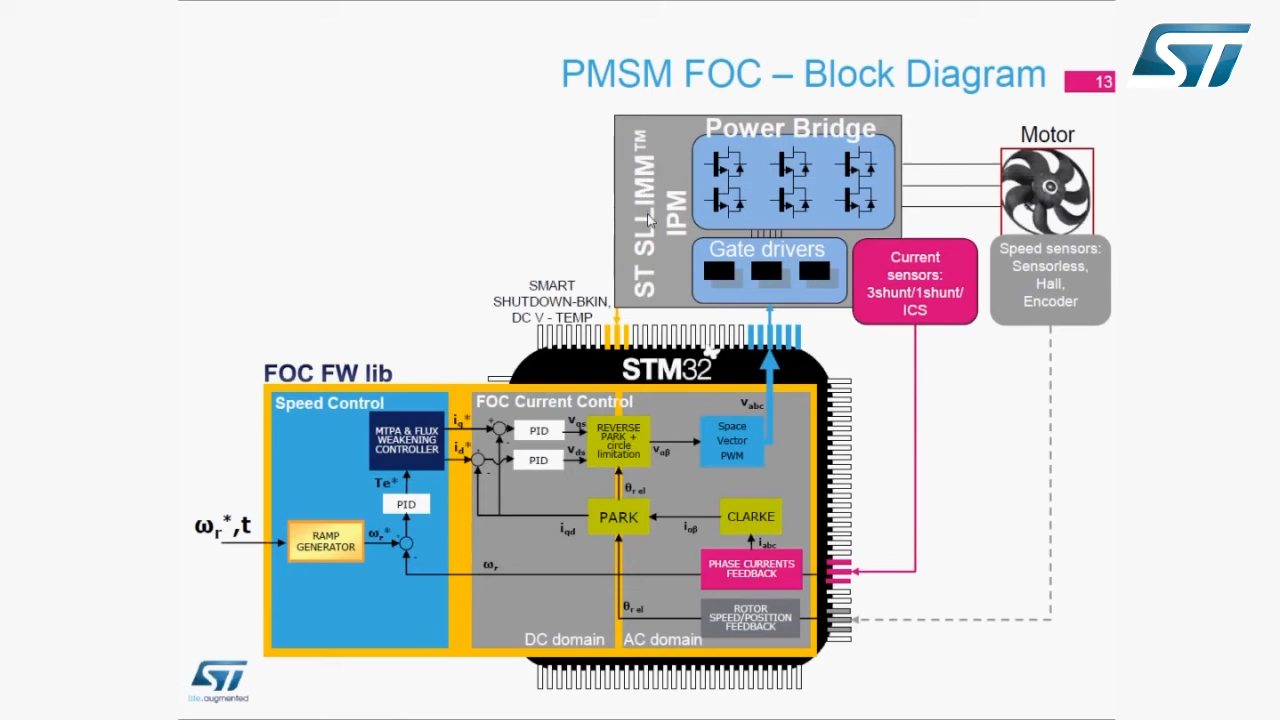 PMSM FOC – Block Diagram
13
ST
Power Bridge
ST SLLIMM™
IPM
Gate drivers
Motor
Speed sensors:
Sensorless,
Hall,
Encoder
Current
sensors:
3shunt/1shunt/
ICS
SMART
SHUTDOWN-BKIN,
DC V - TEMP
STM32
FOC FW lib
Speed Control
FOC Current Control
MTPA & FLUX
WEAKENING
CONTROLLER
iq*
id*
+
-
+
-
PID
PID
vqs
vds
REVERSE
PARK +
circle
limitation
vαβ
Space
Vector
PWM
vabc
Te*
PID
θr el
PARK
iqd
iαβ
CLARKE
iabc
ωr*,t
RAMP
GENERATOR
ωr*
-
ωr
PHASE CURRENTS
FEEDBACK
θr el
ROTOR
SPEED/POSITION
FEEDBACK
DC domain
AC domain
ST
life.augmented